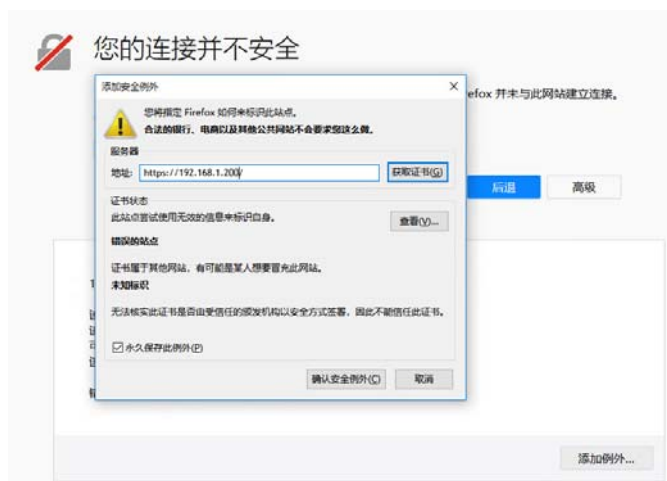 您的连接并不安全
添加安全例外
efox 并未与此网站建立连接。
您将指定 Firefox 如何来标识此站点。
合法的银行、电商以及其他公共网站不会要求您这么做。
服务器
地址: https://192.168.1.200/ 获取证书(G)
后退 高级
证书状态
此站点尝试使用无效的信息来标识自身。 查看(V)...
错误的站点
证书属于其他网站，有可能是某人想要冒充此网站。
未知标识
无法核实此证书是否由受信任的颁发机构以安全方式签署，因此不能信任此证书。
永久保存此例外(P)
确认安全例外(C) 取消
添加例外...